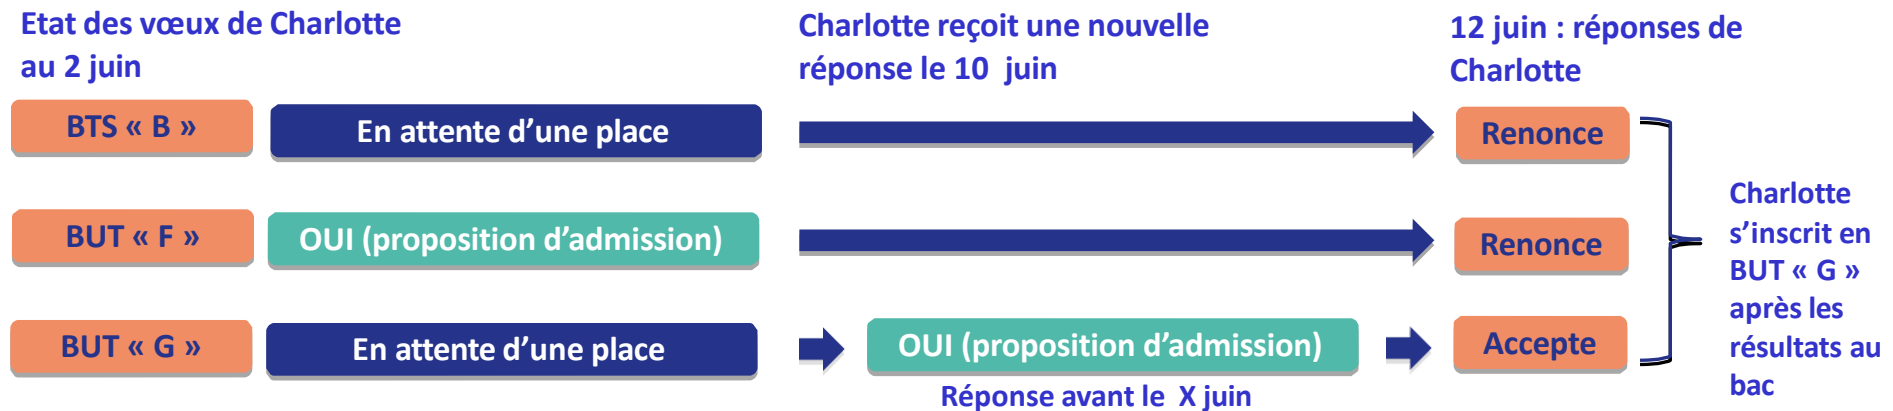 Etat des vœux de Charlotte
au 2 juin
Charlotte reçoit une nouvelle
réponse le 10  juin
12 juin : réponses de
Charlotte
BTS « B »
En attente d’une place
Renonce
BUT « F »
OUI (proposition d’admission)
Renonce
BUT « G »
En attente d’une place
OUI (proposition d’admission)
Accepte
Réponse avant le  X juin
Charlotte
s’inscrit en
BUT « G »
après les
résultats au
bac